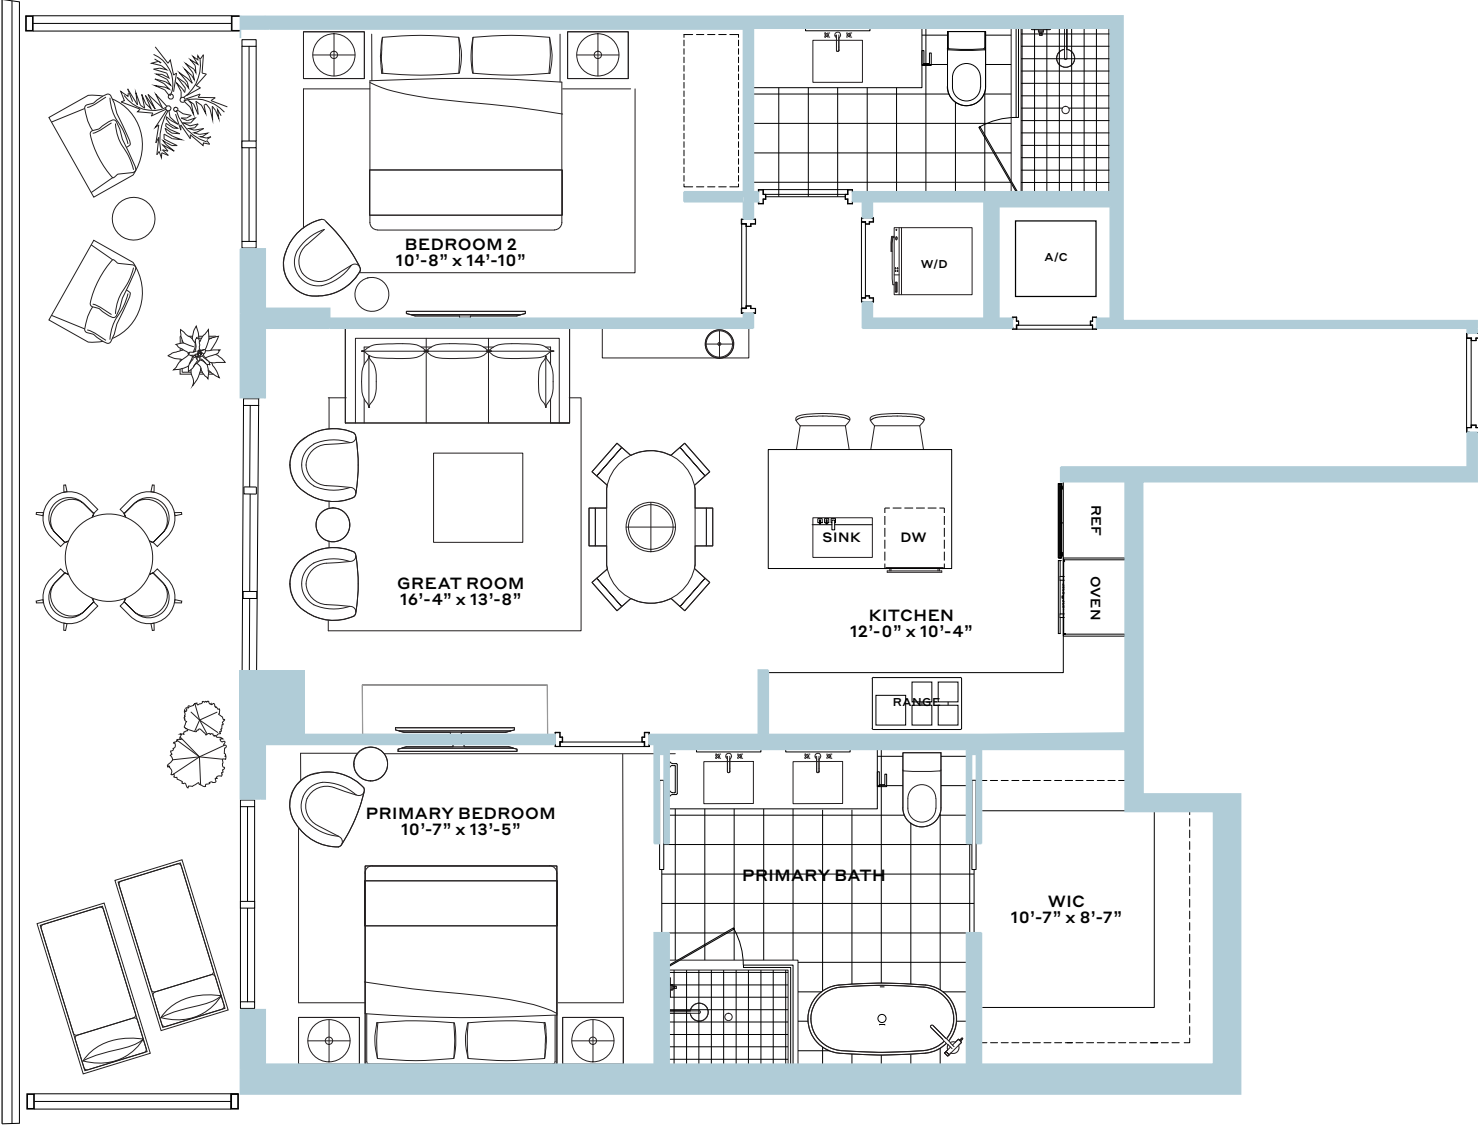 BEDROOM 2
10'-8" x 14'-10"
W/D
A/C
REF
SINK
DW
OVEN
GREAT ROOM
16'-4" x 13'-8"
KITCHEN
12'-0" x 10'-4"
RANGE
PRIMARY BEDROOM
10'-7" x 13'-5"
PRIMARY BATH
WIC
10'-7" x 8'-7"